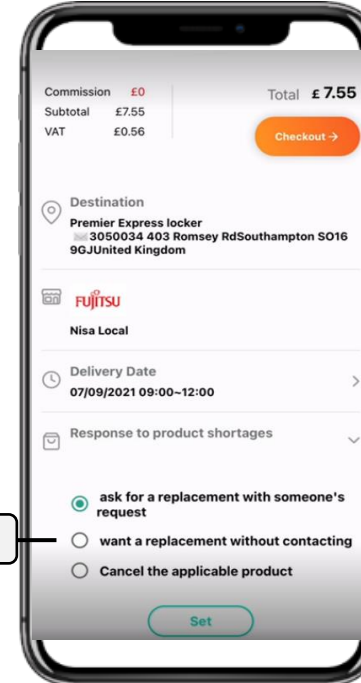 Commission £0
Subtotal £7.55
VAT £0.56
Total £ 7.55
Checkout →
Destination
Premier Express locker
3050034 403 Romsey RdSouthampton SO16
9GJUnited Kingdom
FUJITSU
Nisa Local
Delivery Date
07/09/2021 09:00~12:00
Response to product shortages
ask for a replacement with someone's
request
want a replacement without contacting
Cancel the applicable product
Set